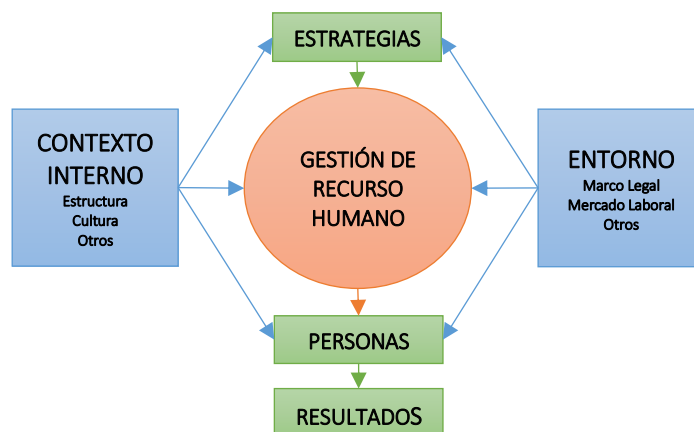 ESTRATEGIAS
CONTEXTO
INTERNO
Estructura
Cultura
Otros
GESTIÓN DE
RECURSO
HUMANO
ENTORNO
Marco Legal
Mercado Laboral
Otros
PERSONAS
RESULTADOS